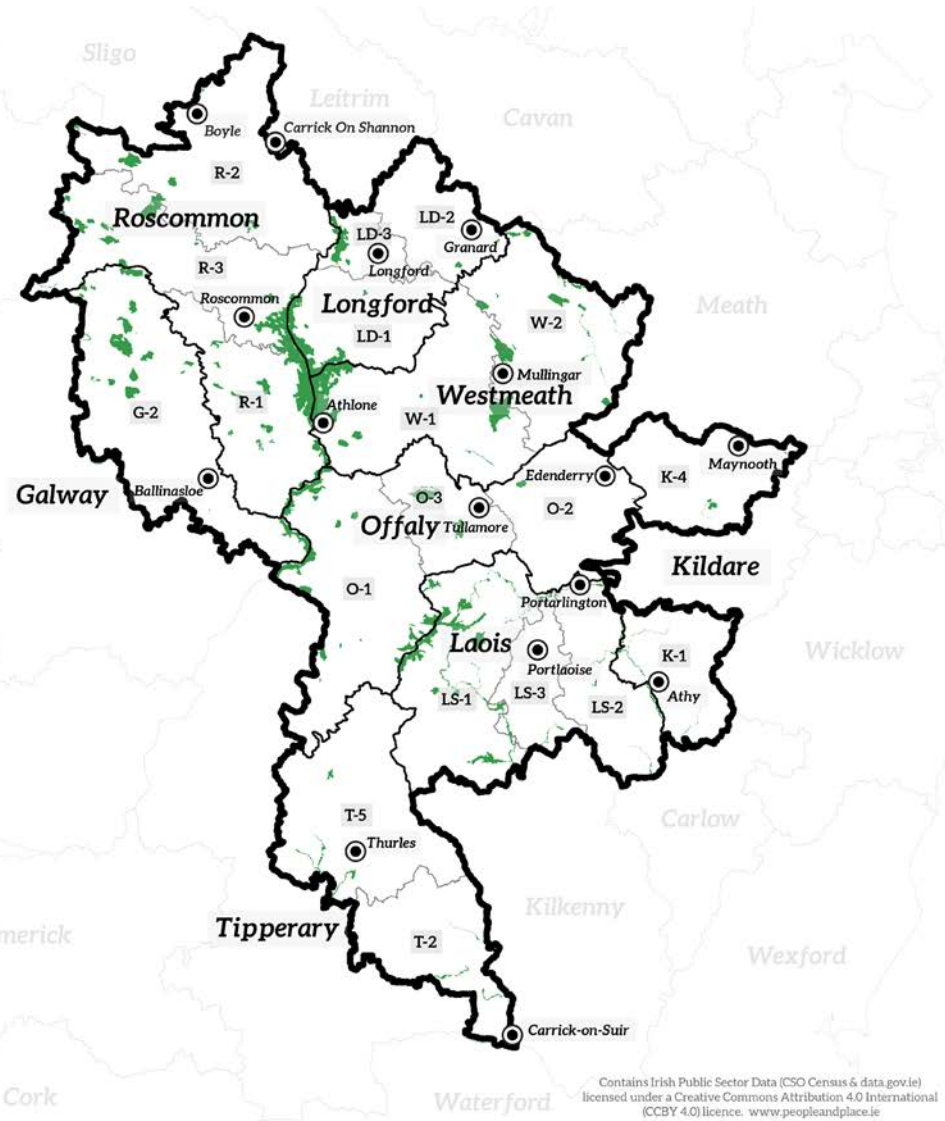 Sligo
Leitrim
Cavan
Boyle
Carrick On Shannon
R-2
Roscommon
LD-2
LD-3
Granard
R-3
Longford
Roscommon
Longford
Meath
W-2
LD-1
Mullingar
Westmeath
G-2
R-1
Athlone
W-1
Maynooth
Edenderry
K-4
Galway
Ballinasloe
O-3
O-2
Offaly
Tullamore
Kildare
O-1
Portarlington
Laois
Wicklow
K-1
Portlaoise
Athy
LS-1
LS-3
LS-2
T-5
Carlow
Thurles
Kilkenny
Tipperary
merick
T-2
Wexford
Carrick-on-Suir
Cork
Waterford
Contains Irish Public Sector Data (CSO Census & data.gov.ie)
licensed under a Creative Commons Attribution 4.0 International
(CCBY 4.0) licence. www.peopleandplace.ie